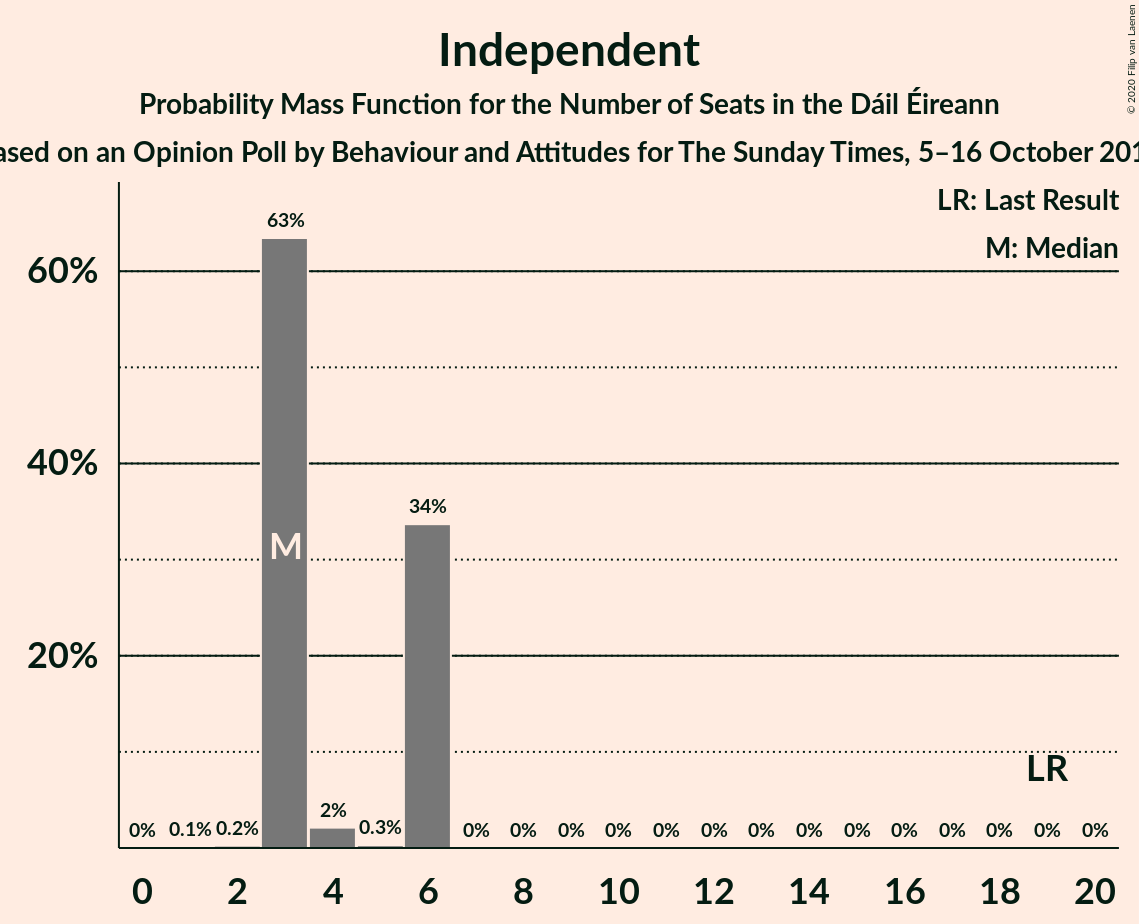 Independent
Probability Mass Function for the Number of Seats in the Dáil Éireann
ased on an Opinion Poll by Behaviour and Attitudes for The Sunday Times, 5–16 October 201
© 2020 Filip van Laenen
LR: Last Result
M: Median
60%
40%
20%
0% 0.1% 0.2% 63% 2% 0.3% 34% 0% 0% 0% 0% 0% 0% 0% 0% 0% 0% 0% 0% 0% 0%
M
LR
0 2 4 6 8 10 12 14 16 18 20